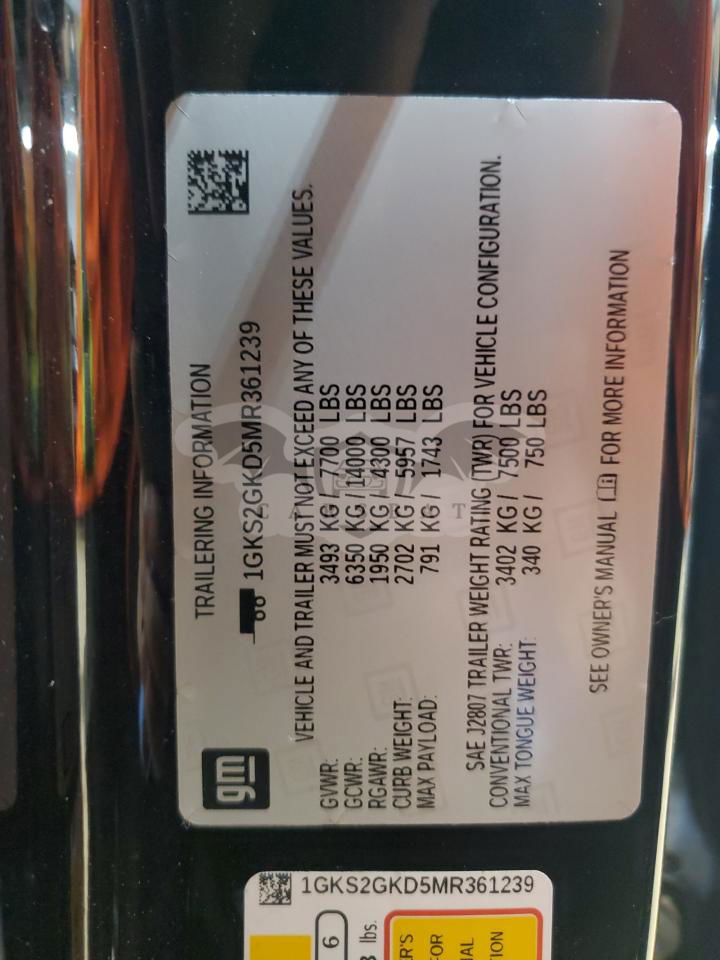 gm
TRAILERING INFORMATION
1GKS2GKD5MR361239
VEHICLE AND TRAILER MUST NOT EXCEED ANY OF THESE VALUES.
GVWR: 3493 KG / 7700 LBS
GCWR: 6350 KG / 14000 LBS
RGAWR: 1950 KG / 4300 LBS
CURB WEIGHT: 2702 KG / 5957 LBS
MAX PAYLOAD: 791 KG / 1743 LBS
SAE J2807 TRAILER WEIGHT RATING (TWR) FOR VEHICLE CONFIGURATION.
CONVENTIONAL TWR: 3402 KG / 7500 LBS
MAX TONGUE WEIGHT: 340 KG / 750 LBS
SEE OWNER'S MANUAL FOR MORE INFORMATION
1GKS2GKD5MR361239
6
lbs.